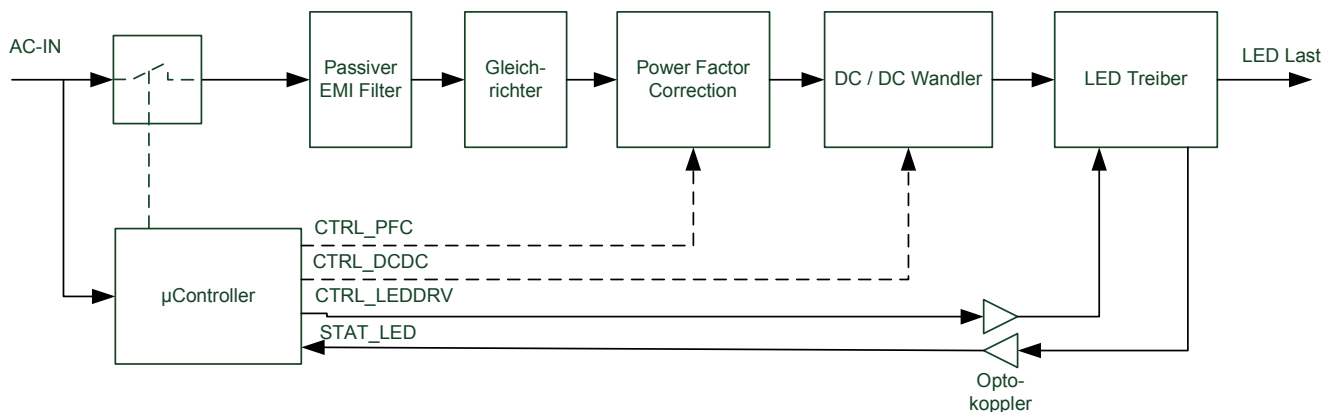 AC-IN
Passiver
EMI Filter
Gleich-
richter
Power Factor
Correction
DC / DC Wandler
LED Treiber
LED Last
µController
CTRL_PFC
CTRL_DCDC
CTRL_LEDDRV
STAT_LED
Opto-
koppler